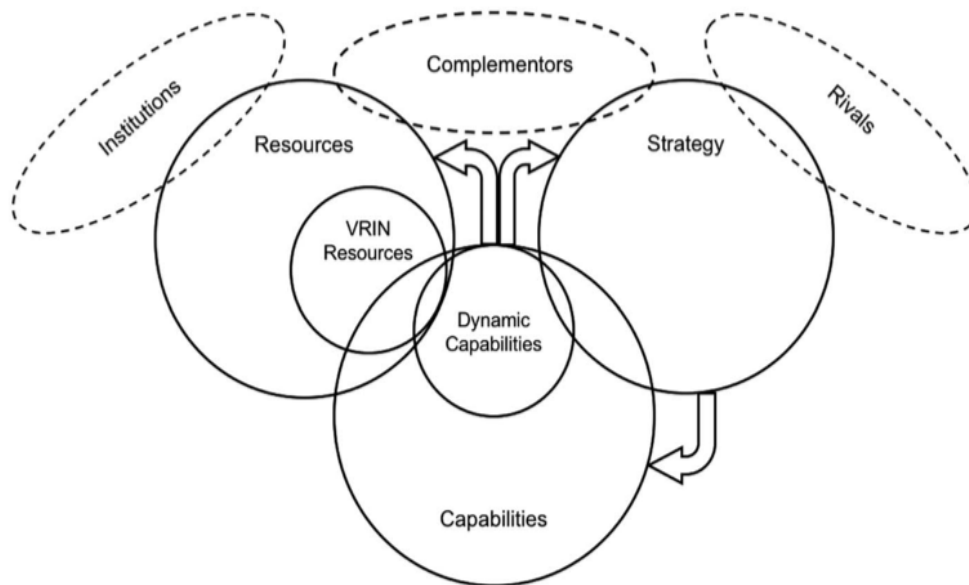 Complementors
Institutions
Rivals
Resources
Strategy
VRIN
Resources
Dynamic
Capabilities
Capabilities